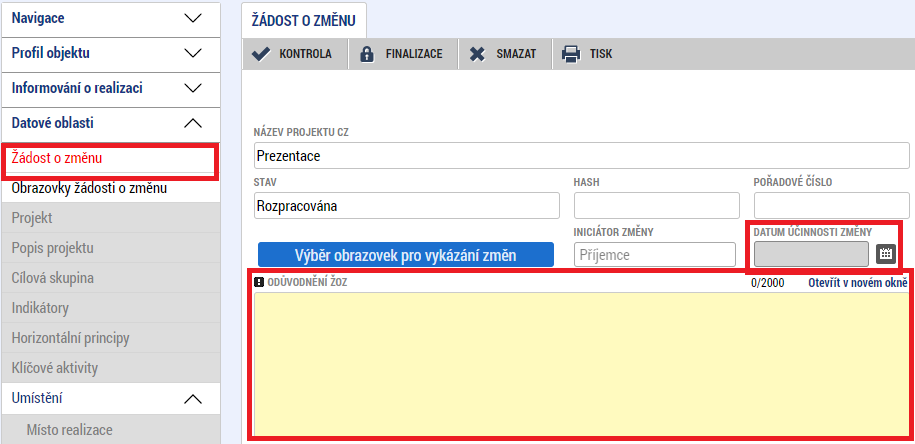 Navigace
Profil objektu
Informování o realizaci
Datové oblasti
Žádost o změnu
Obrazovky žádosti o změnu
Projekt
Popis projektu
Cílová skupina
Indikátory
Horizontální principy
Klíčové aktivity
Umístění
Místo realizace
ŽÁDOST O ZMĚNU
KONTROLA FINALIZACE SMAZAT TISK
NÁZEV PROJEKTU CZ
Prezentace
STAV HASH POŘADOVÉ ČÍSLO
Rozpracována
INICIÁTOR ZMĚNY DATUM ÚČINNOSTI ZMĚNY
Výběr obrazovek pro vykázání změn Příjemce
ODŮVODNĚNÍ ŽOZ 0/2000 Otevřít v novém okně